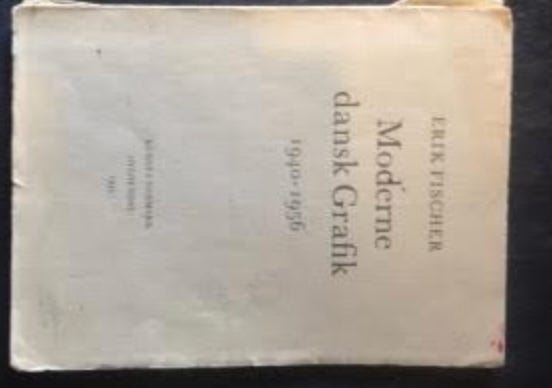 ERIK FISCHER
Moderne
dansk Grafik
1940-1956